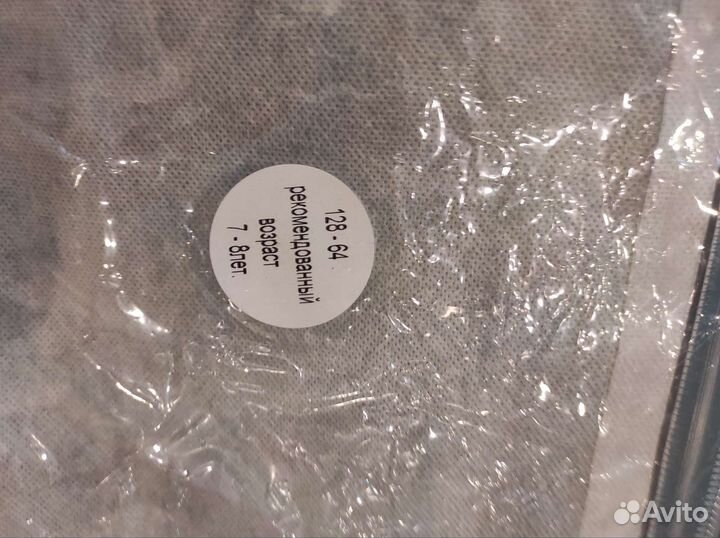 128 - 64
рекомендованный
возраст
7 - 8лет.
Avito